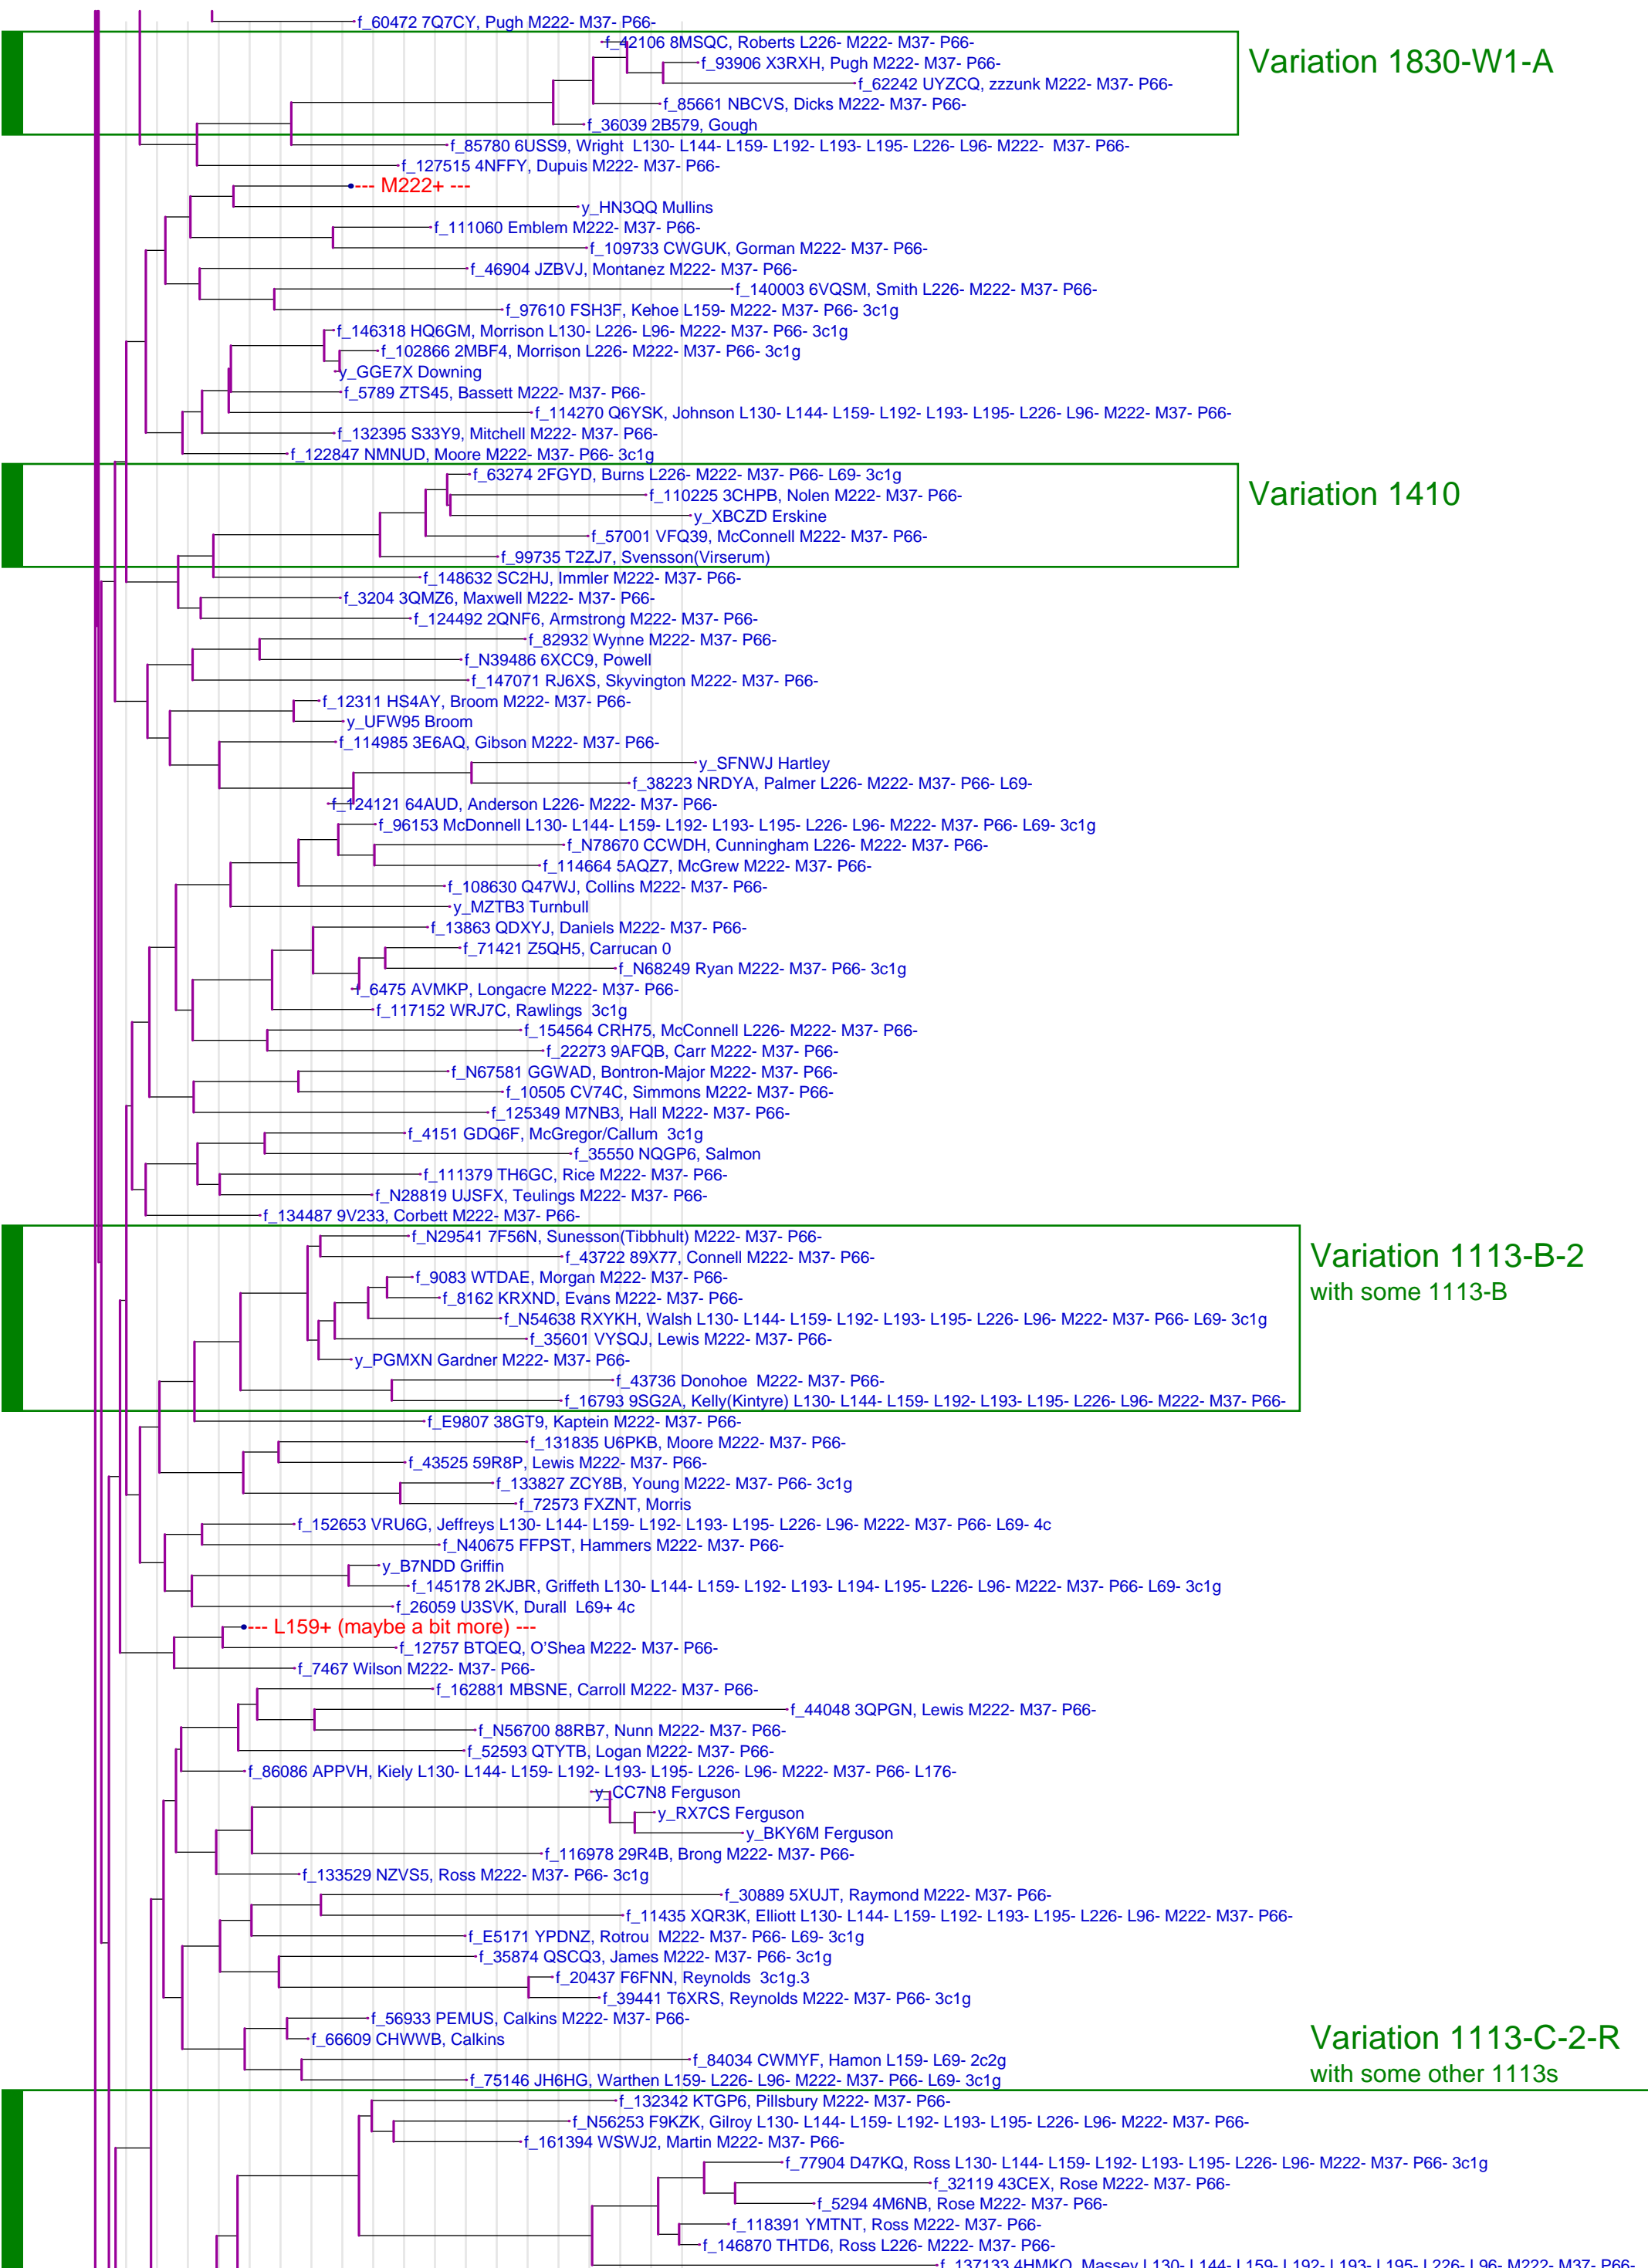 f_60472 7Q7CY, Pugh M222- M37- P66-
f_42106 8MSQC, Roberts L226- M222- M37- P66-
Variation 1830-W1-A
f_93906 X3RXH, Pugh M222- M37- P66-
f_62242 UYZCQ, zzzunk M222- M37- P66-
f_85661 NBCVS, Dicks M222- M37- P66-
f_36039 2B579, Gough
f_85780 6USS9, Wright L130- L144- L159- L192- L193- L195- L226- L96- M222- M37- P66-
f_127515 4NFFY, Dupuis M222- M37- P66-
--- M222+ ---
y_HN3QQ Mullins
f_111060 Emblem M222- M37- P66-
f_109733 CWGUK, Gorman M222- M37- P66-
f_46904 JZBVJ, Montanez M222- M37- P66-
f_140003 6VQSM, Smith L226- M222- M37- P66-
f_97610 FSH3F, Kehoe L159- M222- M37- P66- 3c1g
f_146318 HQ6GM, Morrison L130- L226- L96- M222- M37- P66- 3c1g
f_102866 2MBF4, Morrison L226- M222- M37- P66- 3c1g
y_GGE7X Downing
f_5789 ZTS45, Bassett M222- M37- P66-
f_114270 Q6YSK, Johnson L130- L144- L159- L192- L193- L195- L226- L96- M222- M37- P66-
f_132395 S33Y9, Mitchell M222- M37- P66-
f_122847 NMNUD, Moore M222- M37- P66- 3c1g
f_63274 2FGYD, Burns L226- M222- M37- P66- L69- 3c1g
Variation 1410
f_110225 3CHPB, Nolen M222- M37- P66-
y_XBCZD Erskine
f_57001 VFQ39, McConnell M222- M37- P66-
f_99735 T2ZJ7, Svensson(Virserum)
f_148632 SC2HJ, Immler M222- M37- P66-
f_3204 3QMZ6, Maxwell M222- M37- P66-
f_124492 2QNF6, Armstrong M222- M37- P66-
f_82932 Wynne M222- M37- P66-
f_N39486 6XCC9, Powell
f_147071 RJ6XS, Skyvington M222- M37- P66-
f_12311 HS4AY, Broom M222- M37- P66-
y_UFW95 Broom
f_114985 3E6AQ, Gibson M222- M37- P66-
y_SFNWJ Hartley
f_38223 NRDYA, Palmer L226- M222- M37- P66- L69-
f_124121 64AUD, Anderson L226- M222- M37- P66-
f_96153 McDonnell L130- L144- L159- L192- L193- L195- L226- L96- M222- M37- P66- L69- 3c1g
f_N78670 CCWDH, Cunningham L226- M222- M37- P66-
f_114664 5AQZ7, McGrew M222- M37- P66-
f_108630 Q47WJ, Collins M222- M37- P66-
y_MZTB3 Turnbull
f_13863 QDXYJ, Daniels M222- M37- P66-
f_71421 Z5QH5, Carrucan 0
f_N68249 Ryan M222- M37- P66- 3c1g
f_6475 AVMKP, Longacre M222- M37- P66-
f_117152 WRJ7C, Rawlings 3c1g
f_154564 CRH75, McConnell L226- M222- M37- P66-
f_22273 9AFQB, Carr M222- M37- P66-
f_N67581 GGWAD, Bontron-Major M222- M37- P66-
f_10505 CV74C, Simmons M222- M37- P66-
f_125349 M7NB3, Hall M222- M37- P66-
f_4151 GDQ6F, McGregor/Callum 3c1g
f_35550 NQGP6, Salmon
f_111379 TH6GC, Rice M222- M37- P66-
f_N28819 UJSFX, Teulings M222- M37- P66-
f_134487 9V233, Corbett M222- M37- P66-
f_N29541 7F56N, Sunesson(Tibbhult) M222- M37- P66-
Variation 1113-B-2
f_43722 89X77, Connell M222- M37- P66-
f_9083 WTDAE, Morgan M222- M37- P66-
with some 1113-B
f_8162 KRXND, Evans M222- M37- P66-
f_N54638 RXYKH, Walsh L130- L144- L159- L192- L193- L195- L226- L96- M222- M37- P66- L69- 3c1g
f_35601 VYSQJ, Lewis M222- M37- P66-
y_PGMXN Gardner M222- M37- P66-
f_43736 Donohoe M222- M37- P66-
f_16793 9SG2A, Kelly(Kintyre) L130- L144- L159- L192- L193- L195- L226- L96- M222- M37- P66-
f_E9807 38GT9, Kaptein M222- M37- P66-
f_131835 U6PKB, Moore M222- M37- P66-
f_43525 59R8P, Lewis M222- M37- P66-
f_133827 ZCY8B, Young M222- M37- P66- 3c1g
f_72573 FXZNT, Morris
f_152653 VRU6G, Jeffreys L130- L144- L159- L192- L193- L195- L226- L96- M222- M37- P66- L69- 4c
f_N40675 FFPST, Hammers M222- M37- P66-
y_B7NDD Griffin
f_145178 2KJBR, Griffeth L130- L144- L159- L192- L193- L194- L195- L226- L96- M222- M37- P66- L69- 3c1g
f_26059 U3SVK, Durall L69+ 4c
--- L159+ (maybe a bit more) ---
f_12757 BTQEQ, O'Shea M222- M37- P66-
f_7467 Wilson M222- M37- P66-
f_162881 MBSNE, Carroll M222- M37- P66-
f_44048 3QPGN, Lewis M222- M37- P66-
f_N56700 88RB7, Nunn M222- M37- P66-
f_52593 QTYTB, Logan M222- M37- P66-
f_86086 APPVH, Kiely L130- L144- L159- L192- L193- L195- L226- L96- M222- M37- P66- L176-
y_CC7N8 Ferguson
y_RX7CS Ferguson
y_BKY6M Ferguson
f_116978 29R4B, Brong M222- M37- P66-
f_133529 NZVS5, Ross M222- M37- P66- 3c1g
f_30889 5XUJT, Raymond M222- M37- P66-
f_11435 XQR3K, Elliott L130- L144- L159- L192- L193- L195- L226- L96- M222- M37- P66-
f_E5171 YPDNZ, Rotrou M222- M37- P66- L69- 3c1g
f_35874 QSCQ3, James M222- M37- P66- 3c1g
f_20437 F6FNN, Reynolds 3c1g.3
f_39441 T6XRS, Reynolds M222- M37- P66- 3c1g
f_56933 PEMUS, Calkins M222- M37- P66-
f_66609 CHWWB, Calkins
Variation 1113-C-2-R
f_84034 CWMYF, Hamon L159- L69- 2c2g
with some other 1113s
f_75146 JH6HG, Warthen L159- L226- L96- M222- M37- P66- L69- 3c1g
f_132342 KTGP6, Pillsbury M222- M37- P66-
f_N56253 F9KZK, Gilroy L130- L144- L159- L192- L193- L195- L226- L96- M222- M37- P66-
f_161394 WSWJ2, Martin M222- M37- P66-
f_77904 D47KQ, Ross L130- L144- L159- L192- L193- L195- L226- L96- M222- M37- P66- 3c1g
f_32119 43CEX, Rose M222- M37- P66-
f_5294 4M6NB, Rose M222- M37- P66-
f_118391 YMTNT, Ross M222- M37- P66-
f_146870 THTD6, Ross L226- M222- M37- P66-
f_137133 4HMKQ, Massey L130- L144- L159- L192- L193- L195- L226- L96- M222- M37- P66-